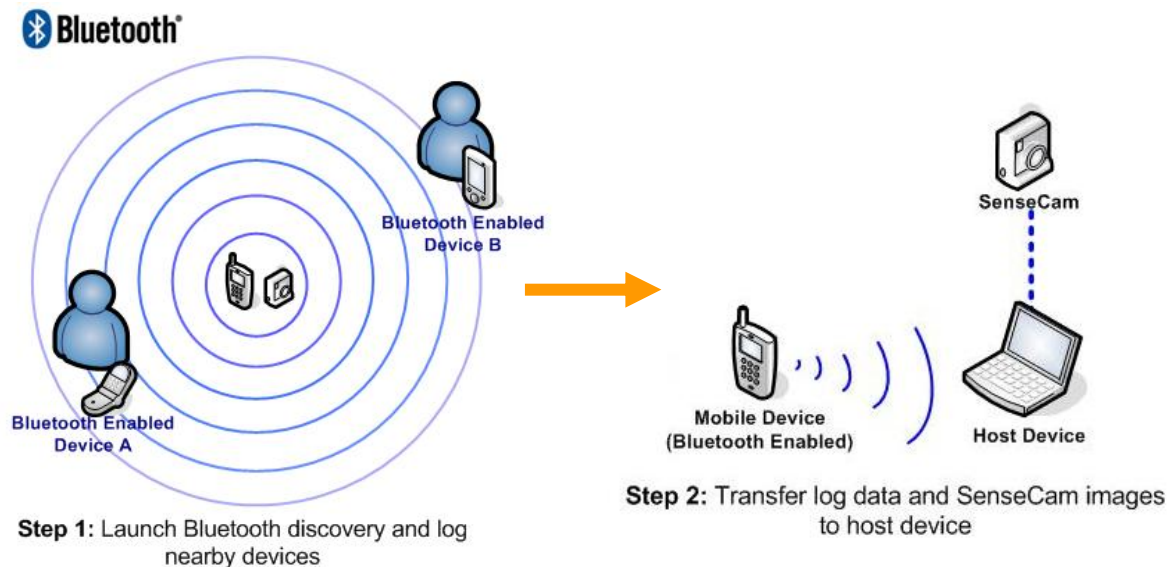 Bluetooth®
Bluetooth Enabled
Device B
Bluetooth Enabled
Device A
Step 1: Launch Bluetooth discovery and log
nearby devices
SenseCam
Mobile Device
(Bluetooth Enabled)
Host Device
Step 2: Transfer log data and SenseCam images
to host device